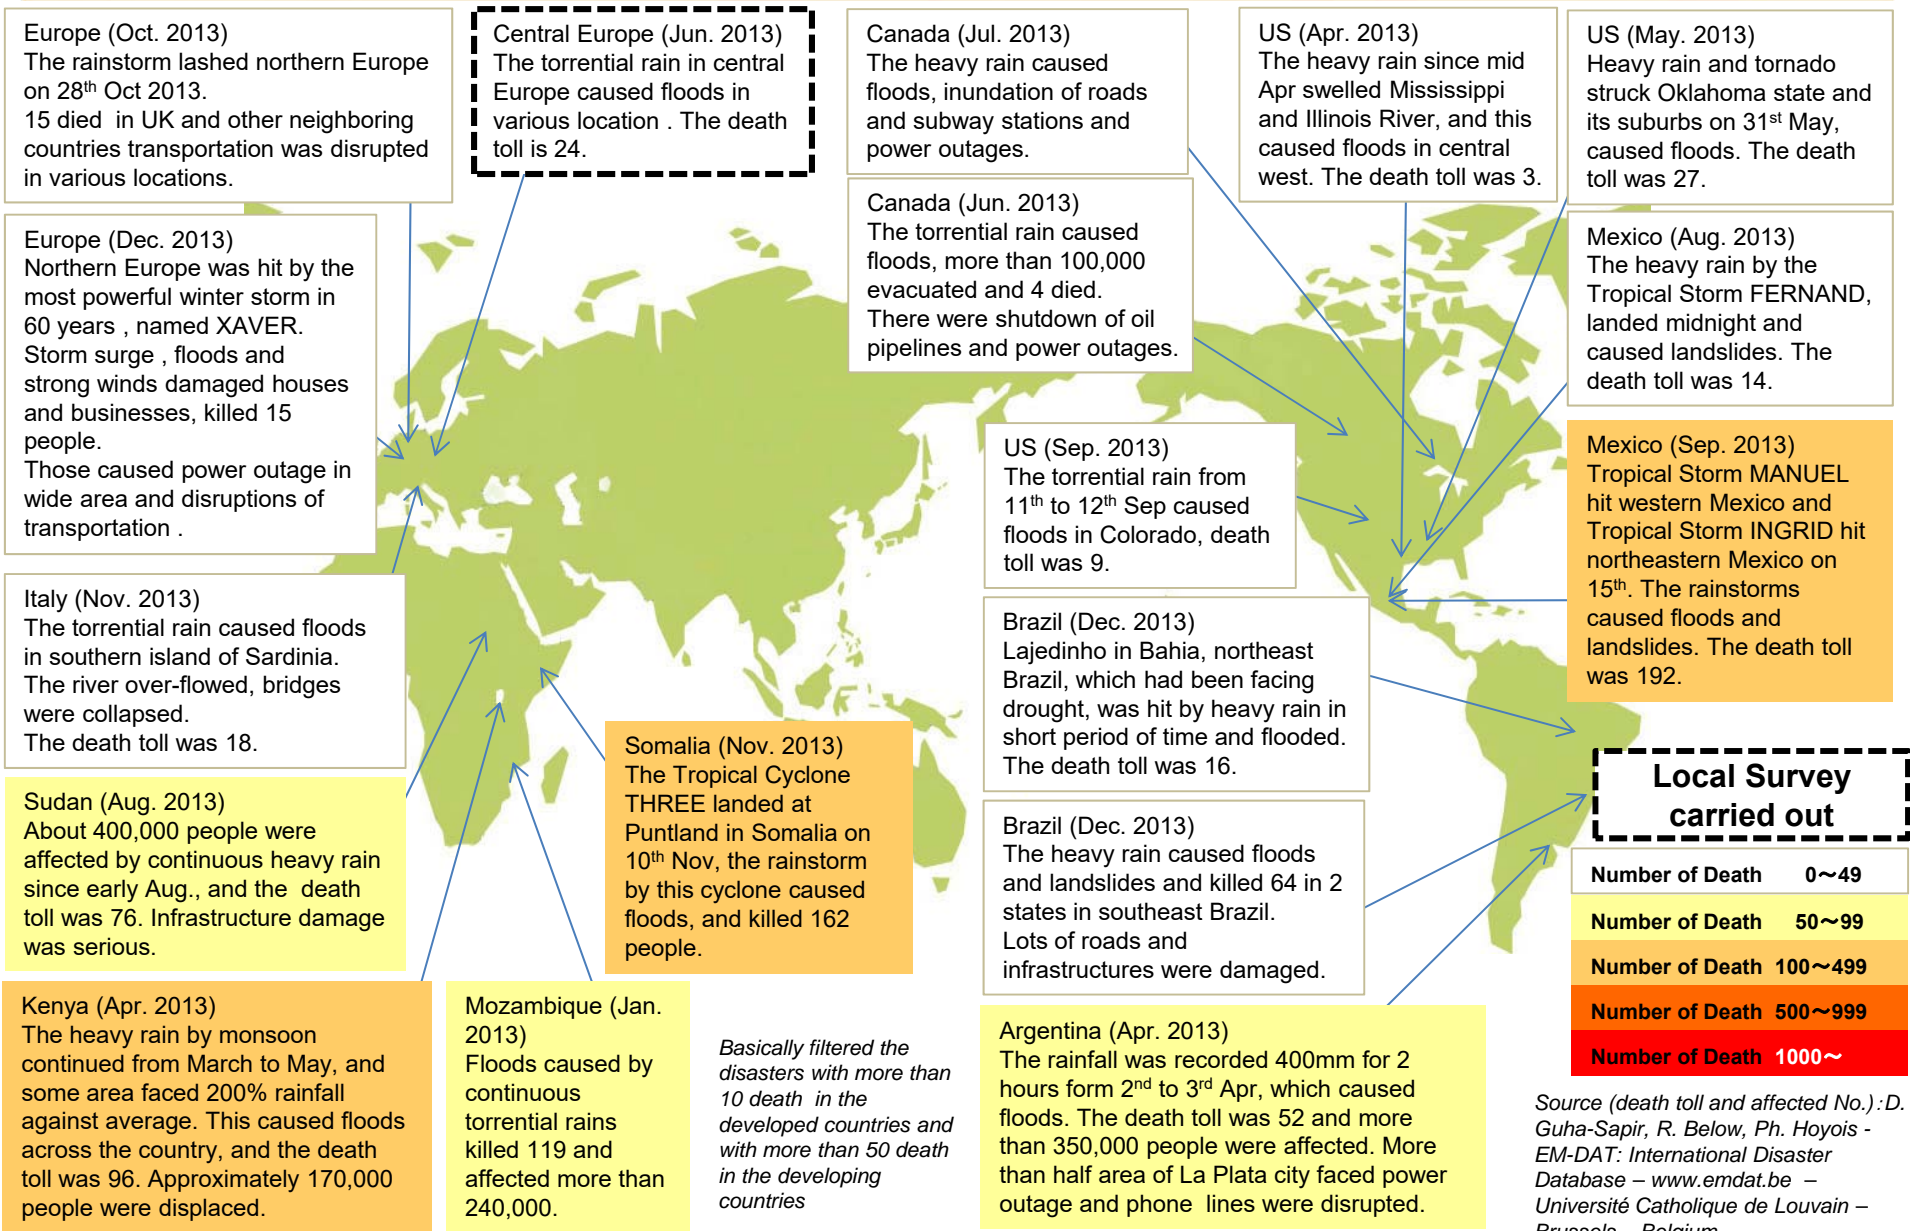 Europe (Oct. 2013)
The rainstorm lashed northern Europe
on 28th Oct 2013.
15 died in UK and other neighboring
countries transportation was disrupted
in various locations.
Central Europe (Jun. 2013)
The torrential rain in central
Europe caused floods in
various location . The death
toll is 24.
Canada (Jul. 2013)
The heavy rain caused
floods, inundation of roads
and subway stations and
power outages.
US (Apr. 2013)
The heavy rain since mid
Apr swelled Mississippi
and Illinois River, and this
caused floods in central
west. The death toll was 3.
US (May. 2013)
Heavy rain and tornado
struck Oklahoma state and
its suburbs on 31st May,
caused floods. The death
toll was 27.
Europe (Dec. 2013)
Northern Europe was hit by the
most powerful winter storm in
60 years , named XAVER.
Storm surge , floods and
strong winds damaged houses
and businesses, killed 15
people.
Those caused power outage in
wide area and disruptions of
transportation .
Canada (Jun. 2013)
The torrential rain caused
floods, more than 100,000
evacuated and 4 died.
There were shutdown of oil
pipelines and power outages.
Mexico (Aug. 2013)
The heavy rain by the
Tropical Storm FERNAND,
landed midnight and
caused landslides. The
death toll was 14.
US (Sep. 2013)
The torrential rain from
11th to 12th Sep caused
floods in Colorado, death
toll was 9.
Mexico (Sep. 2013)
Tropical Storm MANUEL
hit western Mexico and
Tropical Storm INGRID hit
northeastern Mexico on
15th. The rainstorms
caused floods and
landslides. The death toll
was 192.
Italy (Nov. 2013)
The torrential rain caused floods
in southern island of Sardinia.
The river over-flowed, bridges
were collapsed.
The death toll was 18.
Brazil (Dec. 2013)
Lajedinho in Bahia, northeast
Brazil, which had been facing
drought, was hit by heavy rain in
short period of time and flooded.
The death toll was 16.
Somalia (Nov. 2013)
The Tropical Cyclone
THREE landed at
Puntland in Somalia on
10th Nov, the rainstorm
by this cyclone caused
floods, and killed 162
people.
Sudan (Aug. 2013)
About 400,000 people were
affected by continuous heavy rain
since early Aug., and the death
toll was 76. Infrastructure damage
was serious.
Brazil (Dec. 2013)
The heavy rain caused floods
and landslides and killed 64 in 2
states in southeast Brazil.
Lots of roads and
infrastructures were damaged.
Local Survey
carried out
Number of Death 0～49
Number of Death 50～99
Number of Death 100～499
Number of Death 500～999
Number of Death 1000～
Kenya (Apr. 2013)
The heavy rain by monsoon
continued from March to May, and
some area faced 200% rainfall
against average. This caused floods
across the country, and the death
toll was 96. Approximately 170,000
people were displaced.
Mozambique (Jan.
2013)
Floods caused by
continuous
torrential rains
killed 119 and
affected more than
240,000.
Basically filtered the
disasters with more than
10 death in the
developed countries and
with more than 50 death
in the developing
countries
Argentina (Apr. 2013)
The rainfall was recorded 400mm for 2
hours form 2nd to 3rd Apr, which caused
floods. The death toll was 52 and more
than 350,000 people were affected. More
than half area of La Plata city faced power
outage and phone lines were disrupted.
Source (death toll and affected No.) : D.
Guha-Sapir, R. Below, Ph. Hoyois -
EM-DAT: International Disaster
Database – www.emdat.be –
Université Catholique de Louvain –
Brussels – Belgium.